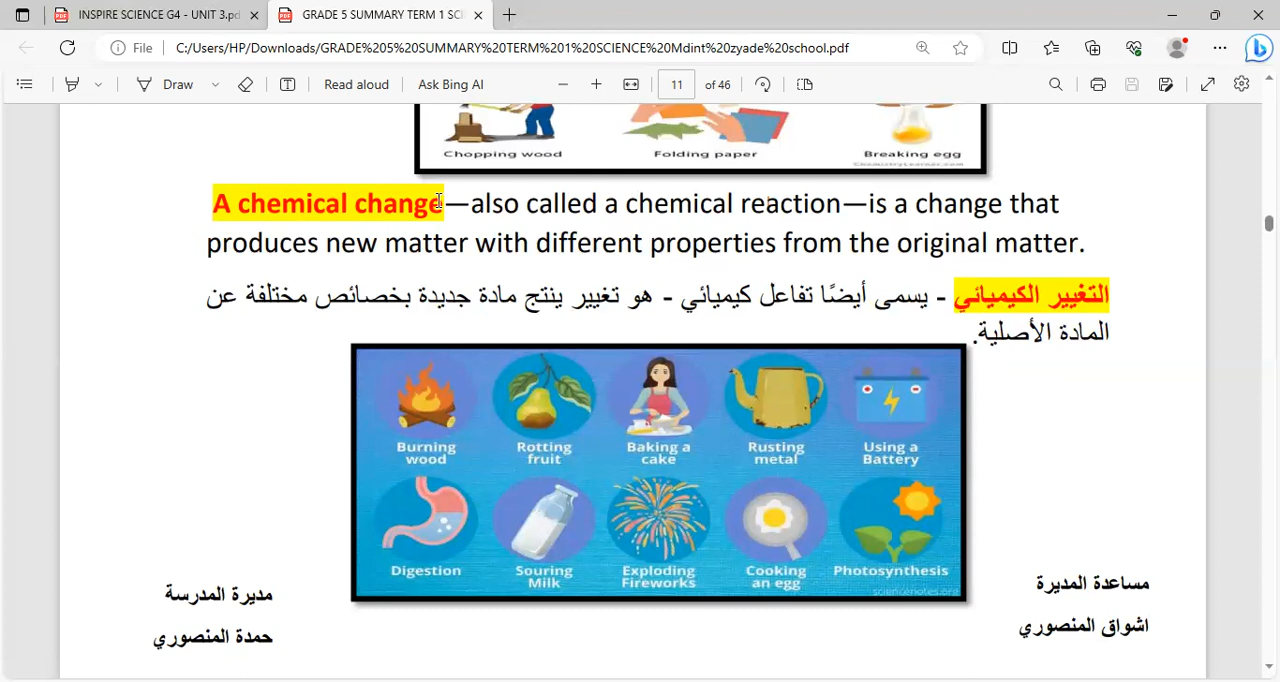 INSPIRE SCIENCE G4 - UNIT 3.pd
GRADE 5 SUMMARY TERM 1 SCI
File
C:/Users/HP/Downloads/GRADE%205%20SUMMARY%20TERM%201%20SCIENCE%20Mdint%20zyade%20school.pdf
Draw
Read aloud
Ask Bing AI
11
of 46
Chopping wood
Folding paper
Breaking egg
ChemistryLearner.com
A chemical change—also called a chemical reaction—is a change that
produces new matter with different properties from the original matter.
التغيير الكيميائي - يسمى أيضًا تفاعل كيميائي - هو تغيير ينتج مادة جديدة بخصائص مختلفة عن
المادة الأصلية.
Burning
wood
Rotting
fruit
Baking a
cake
Rusting
metal
Using a
Battery
Digestion
Souring
Milk
Exploding
Fireworks
Cooking
an egg
Photosynthesis
sciencenotes.org
مساعدة المديرة
اشواق المنصوري
مديرة المدرسة
حمدة المنصوري